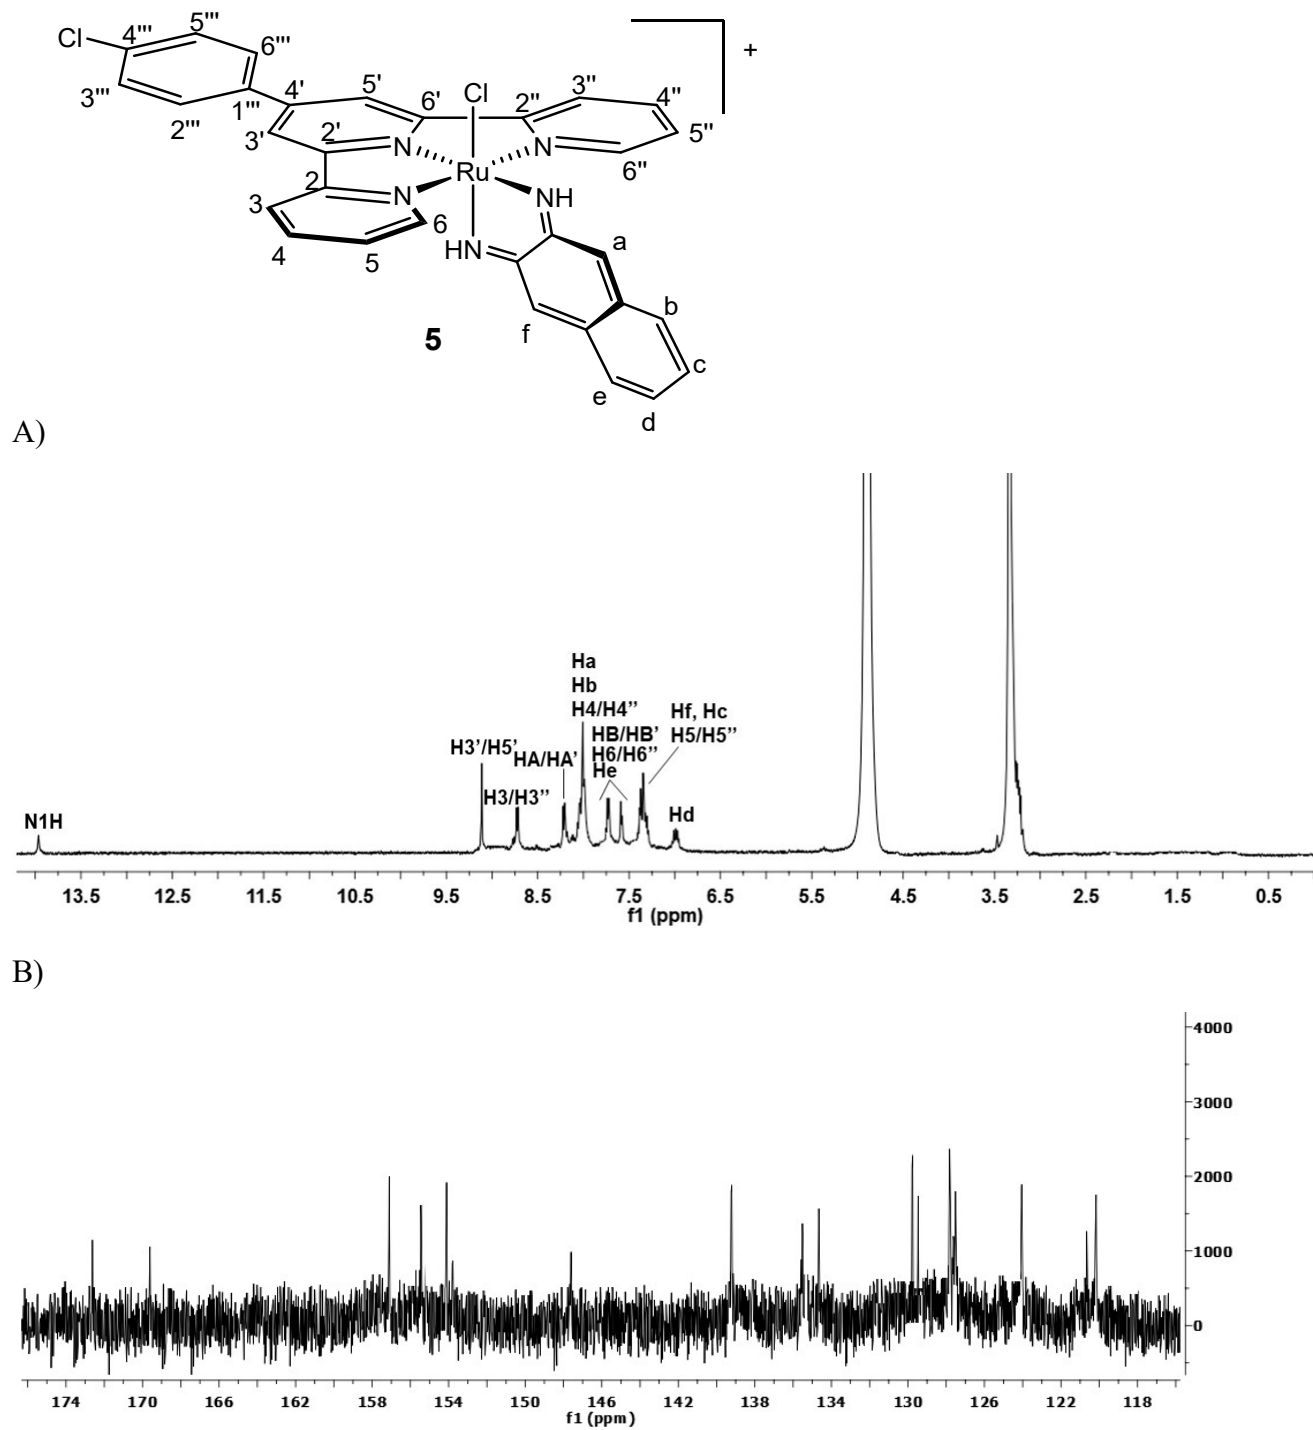 Cl
4'''
5'''
6'''
3'''
2'''
1'''
4'
5'
6'
3'
2'
N
Cl
2"
3"
4"
5"
6"
N
+
Ru
2
N
3
4
5
6
NH
HN
a
b
c
d
e
f
5
A)
Ha
Hb
H4/H4"
Hf, Hc
H5/H5"
H3'/H5'
HA/HA'
HB/HB'
H6/H6"
He
H3/H3"
Hd
N1H
13.5 12.5 11.5 10.5 9.5 8.5 7.5 6.5 5.5 4.5 3.5 2.5 1.5 0.5
f1 (ppm)
B)
4000
3000
2000
1000
0
174 170 166 162 158 154 150 146 142 138 134 130 126 122 118
f1 (ppm)